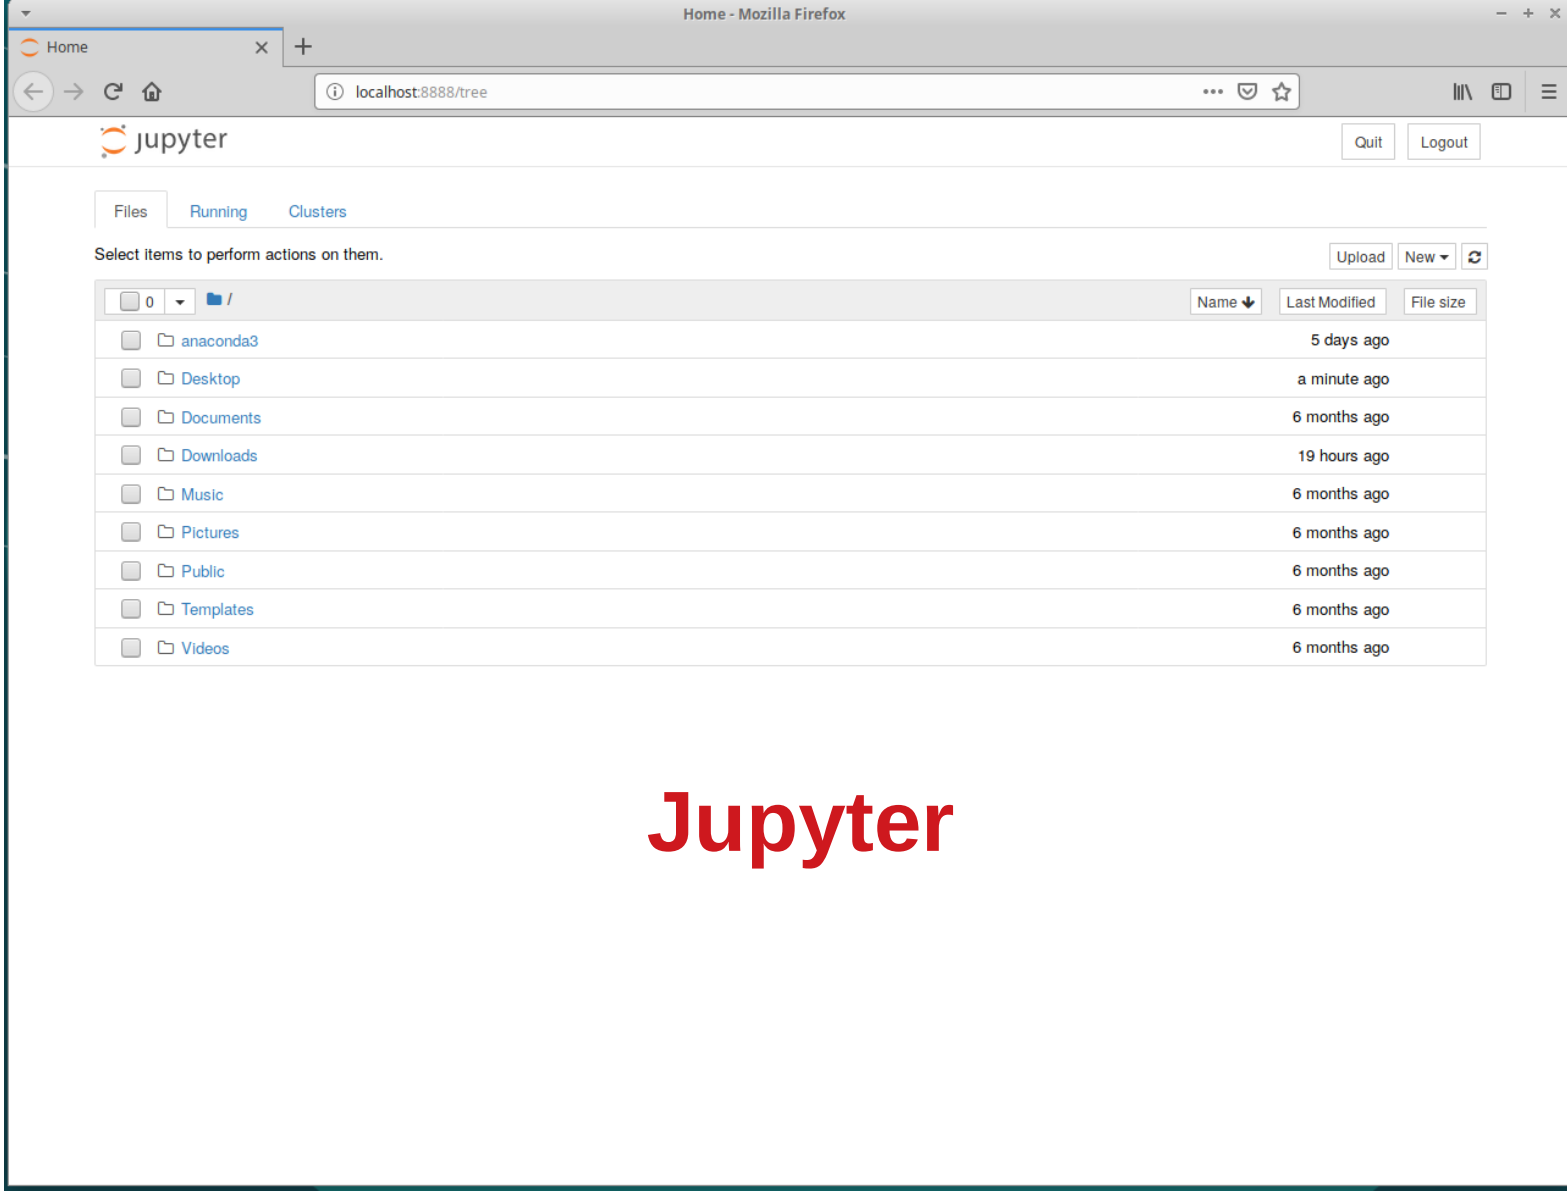 Home - Mozilla Firefox
Home
localhost:8888/tree
jupyter
Quit Logout
Files Running Clusters
Select items to perform actions on them.
Upload New
0 / Name Last Modified File size
anaconda3 5 days ago
Desktop a minute ago
Documents 6 months ago
Downloads 19 hours ago
Music 6 months ago
Pictures 6 months ago
Public 6 months ago
Templates 6 months ago
Videos 6 months ago
Jupyter